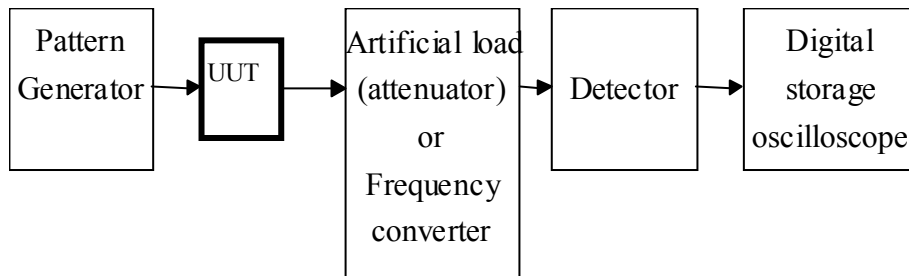 Pattern
Generator
UUT
Artificial load
(attenuator)
or
Frequency
converter
Detector
Digital
storage
oscilloscope